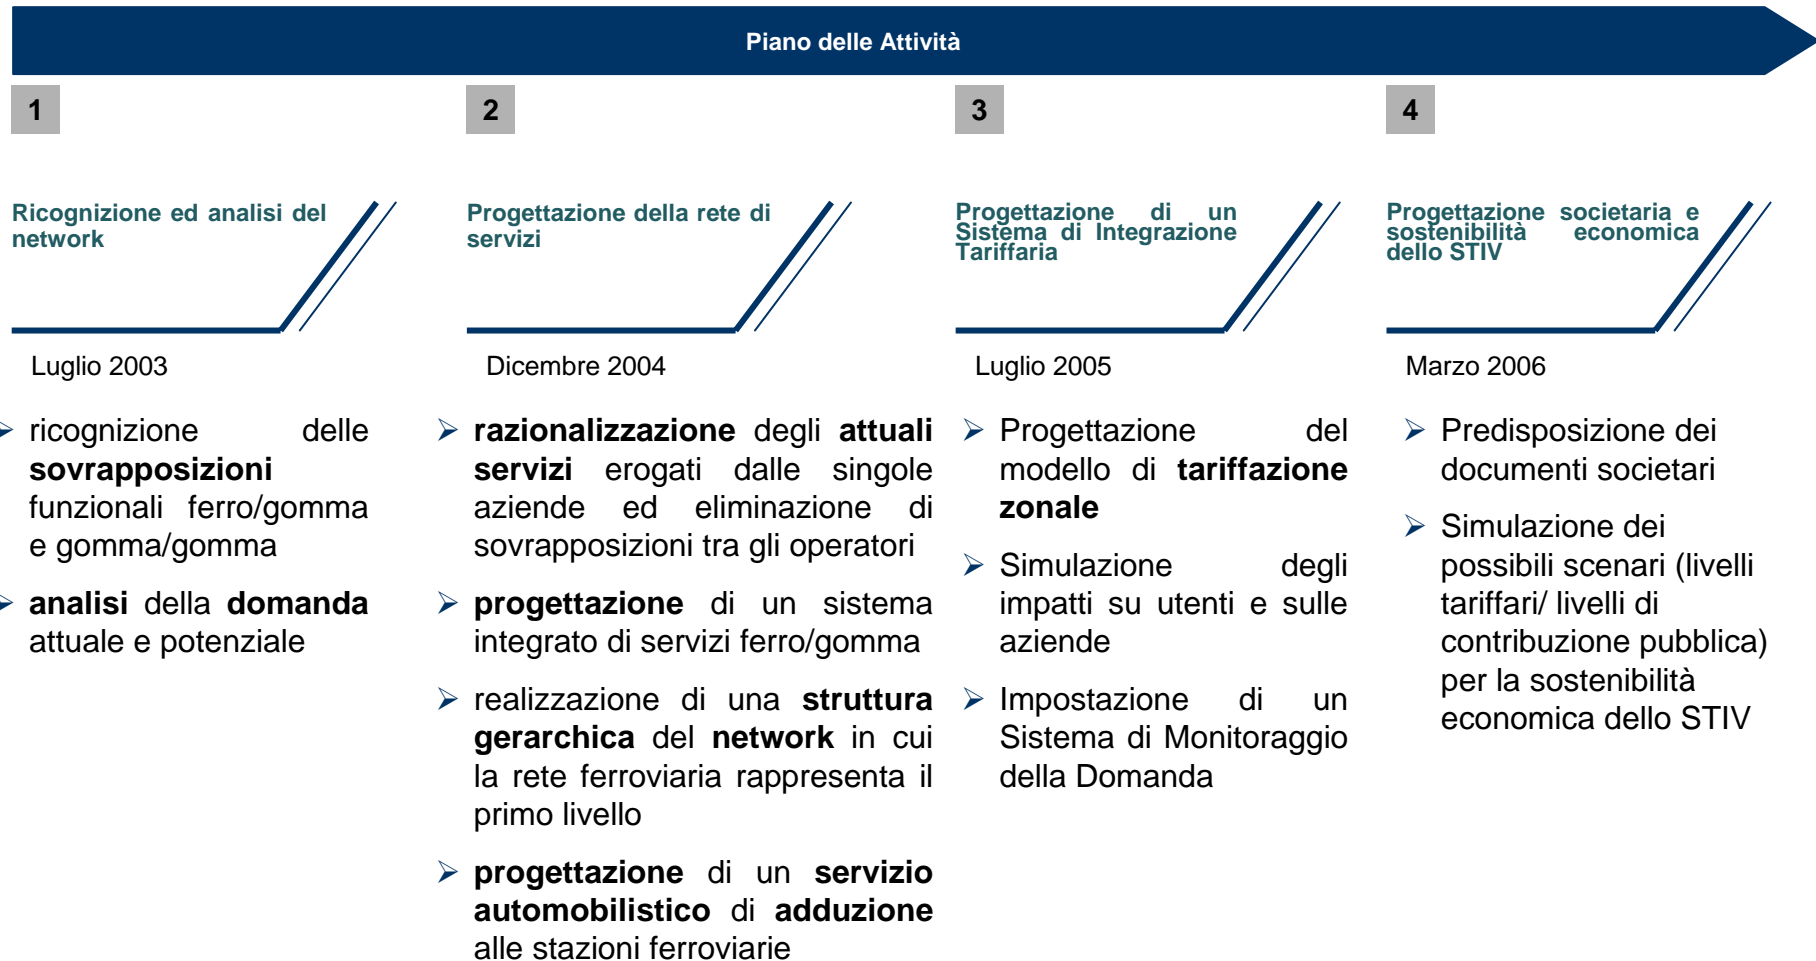 Piano delle Attività
1
Ricognizione ed analisi del
network
Luglio 2003
ricognizione delle
sovrapposizioni
funzionali ferro/gomma
e gomma/gomma
analisi della domanda
attuale e potenziale
2
Progettazione della rete di
servizi
Dicembre 2004
razionalizzazione degli attuali
servizi erogati dalle singole
aziende ed eliminazione di
sovrapposizioni tra gli operatori
progettazione di un sistema
integrato di servizi ferro/gomma
realizzazione di una struttura
gerarchica del network in cui
la rete ferroviaria rappresenta il
primo livello
progettazione di un servizio
automobilistico di adduzione
alle stazioni ferroviarie
3
Progettazione di un
Sistema di Integrazione
Tariffaria
Luglio 2005
Progettazione del
modello di tariffazione
zonale
Simulazione degli
impatti su utenti e sulle
aziende
Impostazione di un
Sistema di Monitoraggio
della Domanda
4
Progettazione societaria e
sostenibilità economica
dello STIV
Marzo 2006
Predisposizione dei
documenti societari
Simulazione dei
possibili scenari (livelli
tariffari/ livelli di
contribuzione pubblica)
per la sostenibilità
economica dello STIV